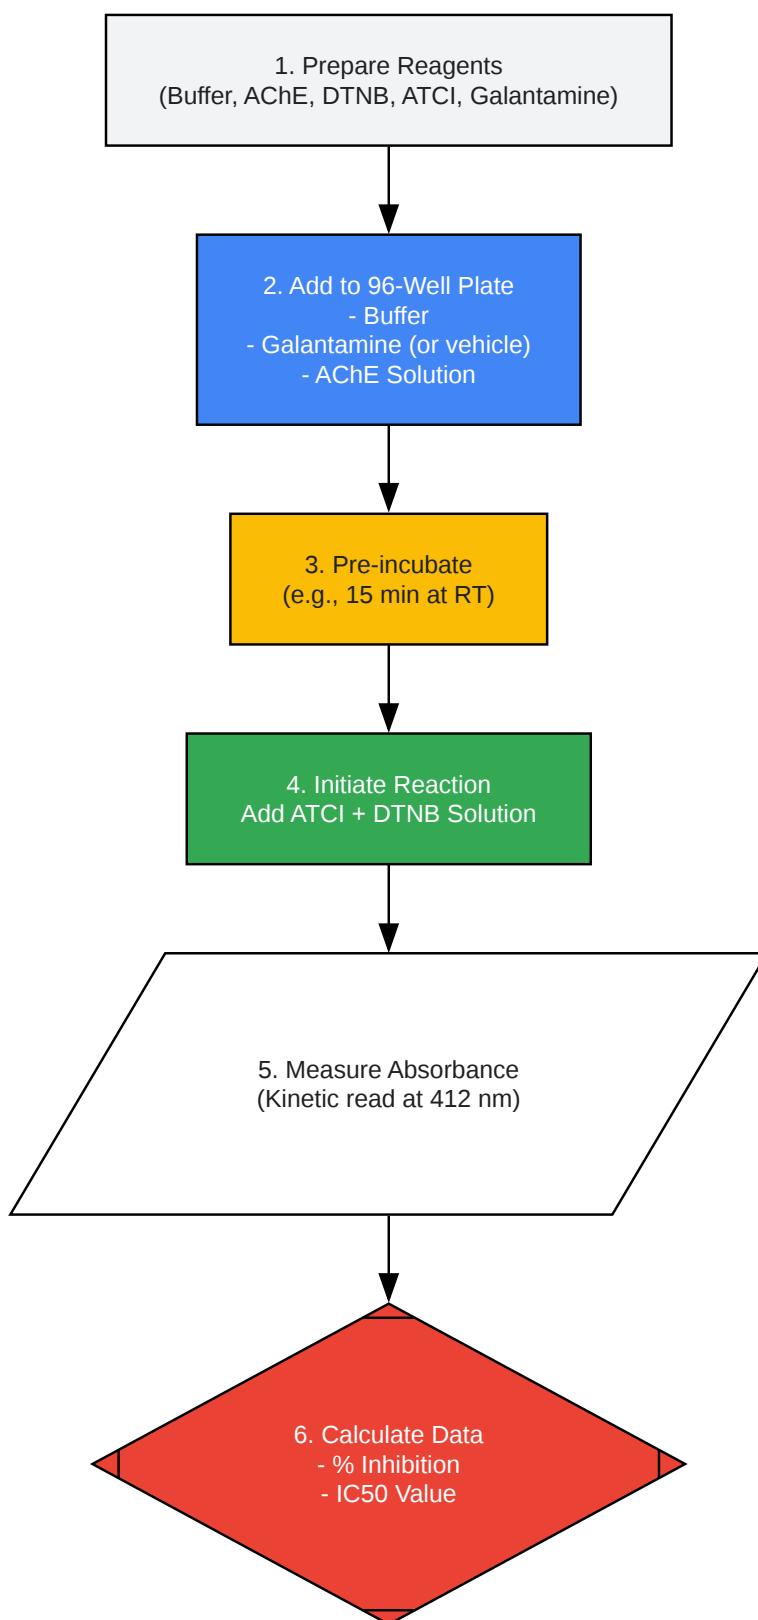 1. Prepare Reagents
(Buffer, AChE, DTNB, ATCI, Galantamine)
2. Add to 96-Well Plate
- Buffer
- Galantamine (or vehicle)
- AChE Solution
3. Pre-incubate
(e.g., 15 min at RT)
4. Initiate Reaction
Add ATCI + DTNB Solution
5. Measure Absorbance
(Kinetic read at 412 nm)
6. Calculate Data
- % Inhibition
- IC50 Value